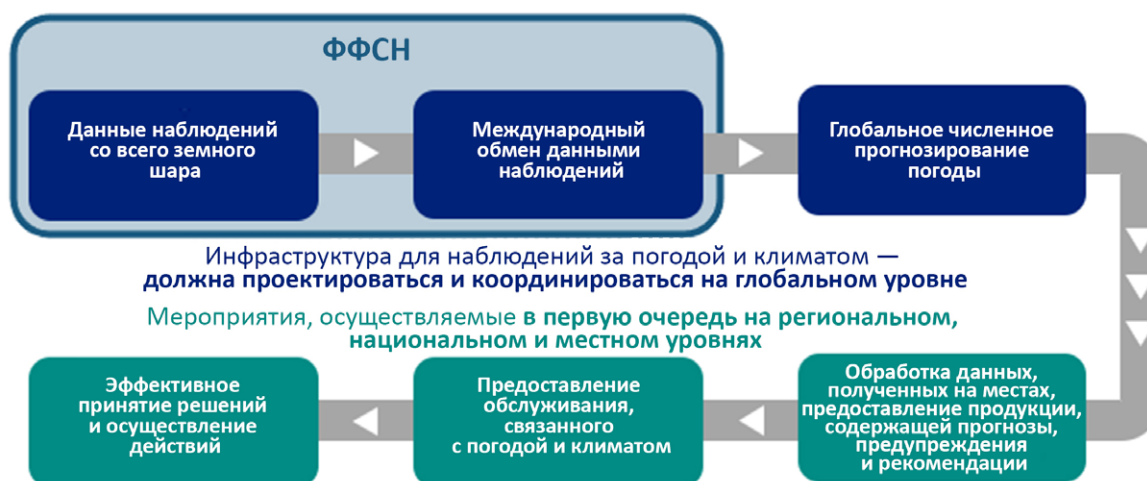 ФФСН
Данные наблюдений
со всего земного
шара
Международный
обмен данными
наблюдений
Глобальное численное
прогнозирование
погоды
Инфраструктура для наблюдений за погодой и климатом —
должна проектироваться и координироваться на глобальном уровне
Мероприятия, осуществляемые в первую очередь на региональном,
национальном и местном уровнях
Эффективное
принятие решений
и осуществление
действий
Предоставление
обслуживания,
связанного
с погодой и климатом
Обработка данных,
полученных на местах,
предоставление продукции,
содержащей прогнозы,
предупреждения
и рекомендации